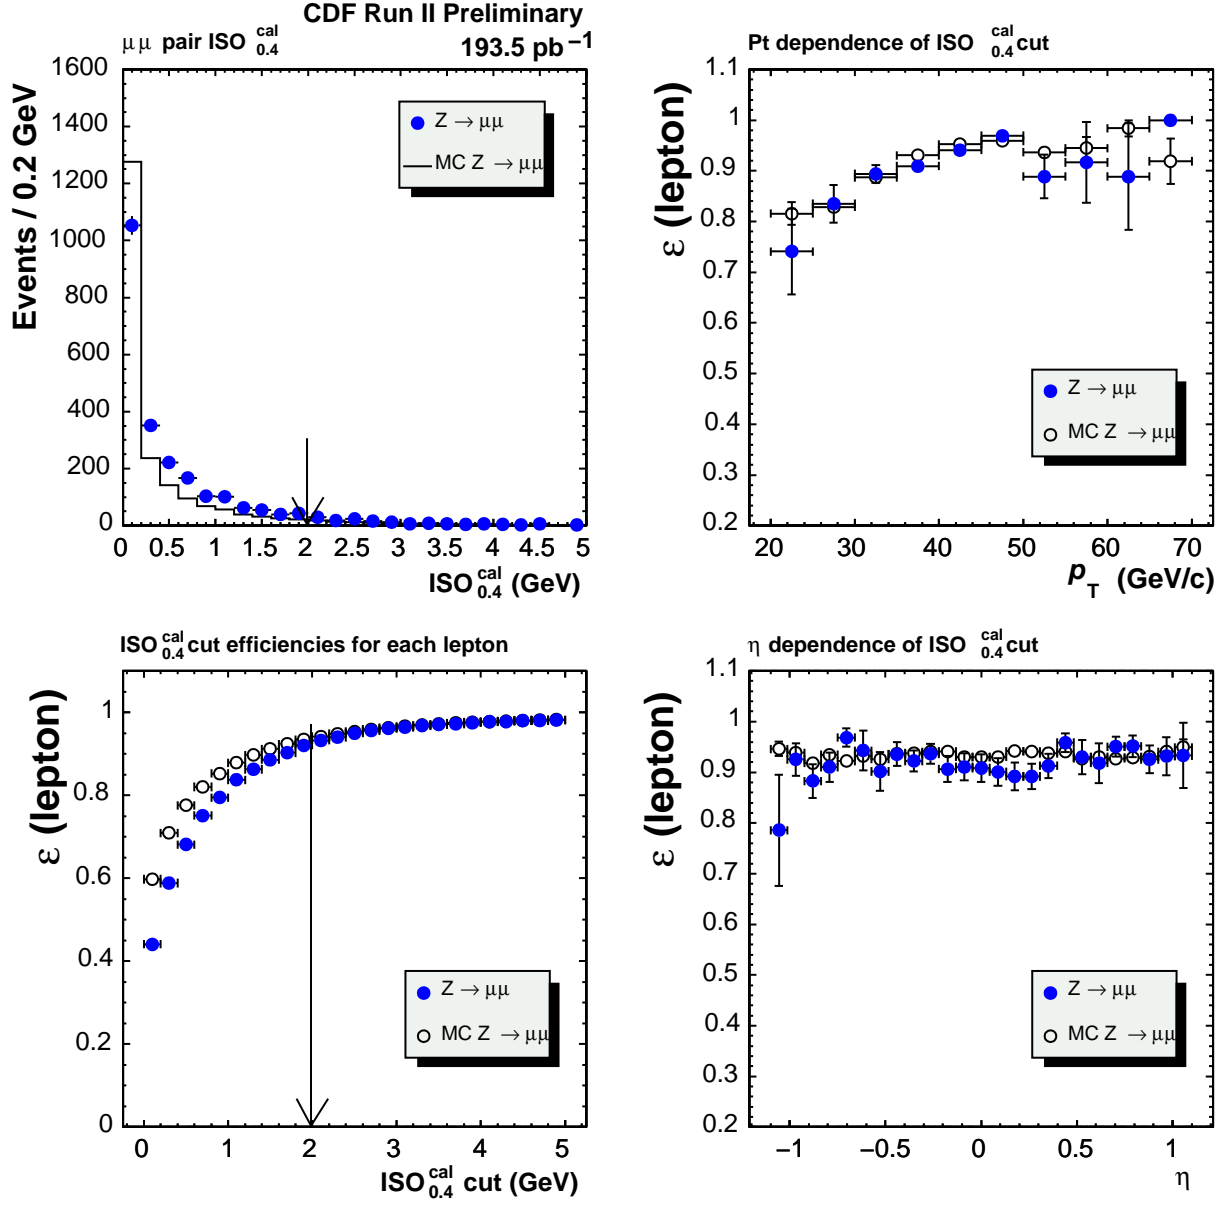 CDF Run II Preliminary
μμ pair ISO cal 0.4
193.5 pb −1
Events / 0.2 GeV
1600
1400
1200
1000
800
600
400
200
0
Z → μμ
MC Z → μμ
0 0.5 1 1.5 2 2.5 3 3.5 4 4.5 5
ISO cal 0.4 (GeV)
Pt dependence of ISO cal 0.4 cut
ε (lepton)
1.1
1
0.9
0.8
0.7
0.6
0.5
0.4
0.3
0.2
Z → μμ
MC Z → μμ
20 30 40 50 60 70
p T (GeV/c)
ISO cal 0.4 cut efficiencies for each lepton
ε (lepton)
1
0.8
0.6
0.4
0.2
0
Z → μμ
MC Z → μμ
0 1 2 3 4 5
ISO cal 0.4 cut (GeV)
η dependence of ISO cal 0.4 cut
ε (lepton)
1.1
1
0.9
0.8
0.7
0.6
0.5
0.4
0.3
0.2
Z → μμ
MC Z → μμ
−1 −0.5 0 0.5 1
η